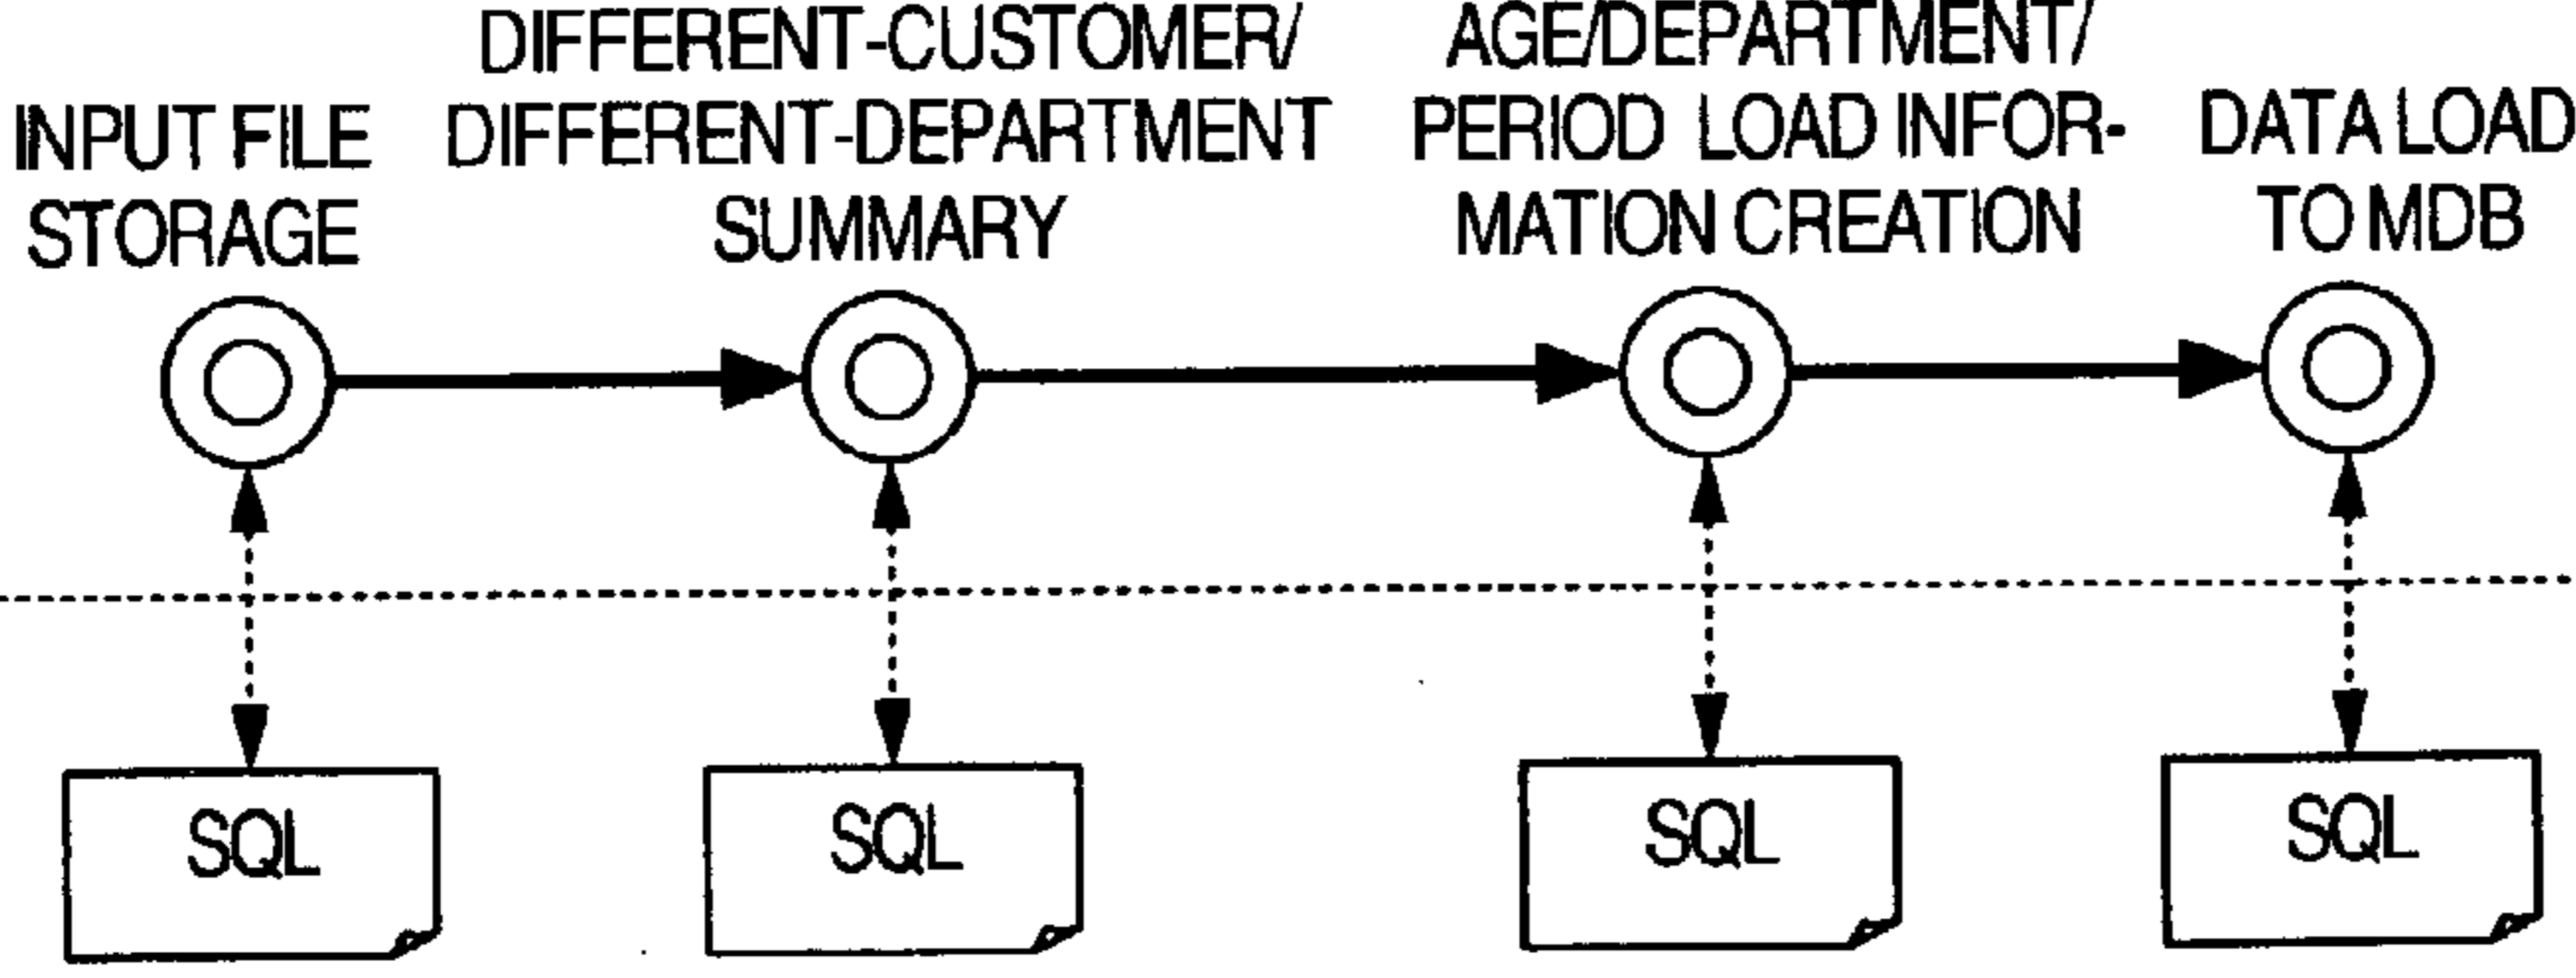 INPUT FILE
STORAGE
DIFFERENT-CUSTOMER/
DIFFERENT-DEPARTMENT
SUMMARY
AGE/DEPARTMENT/
PERIOD LOAD INFOR-
MATION CREATION
DATA LOAD
TO MDB
SQL
SQL
SQL
SQL